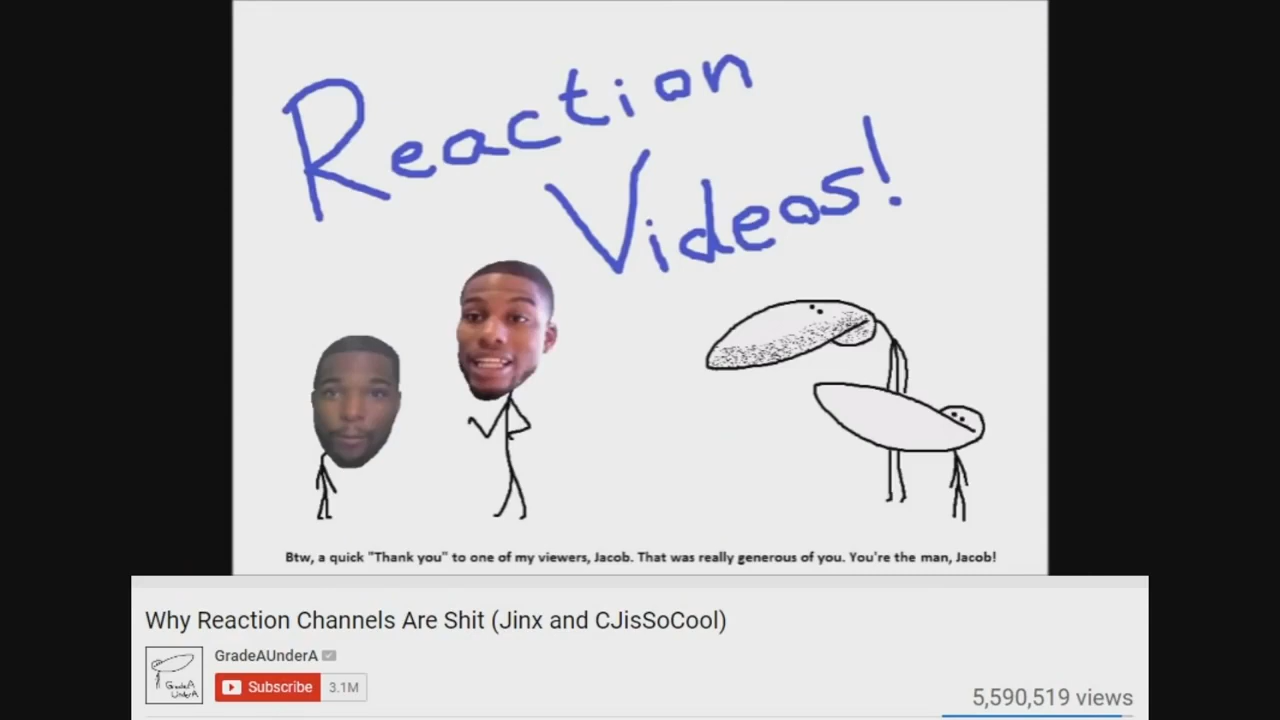 Reaction
Videos!
Btw, a quick "Thank you" to one of my viewers, Jacob. That was really generous of you. You're the man, Jacob!
Why Reaction Channels Are Shit (Jinx and CJisSoCool)
GradeAUnderA
GradeA
UnderA
Subscribe 3.1M
5,590,519 views